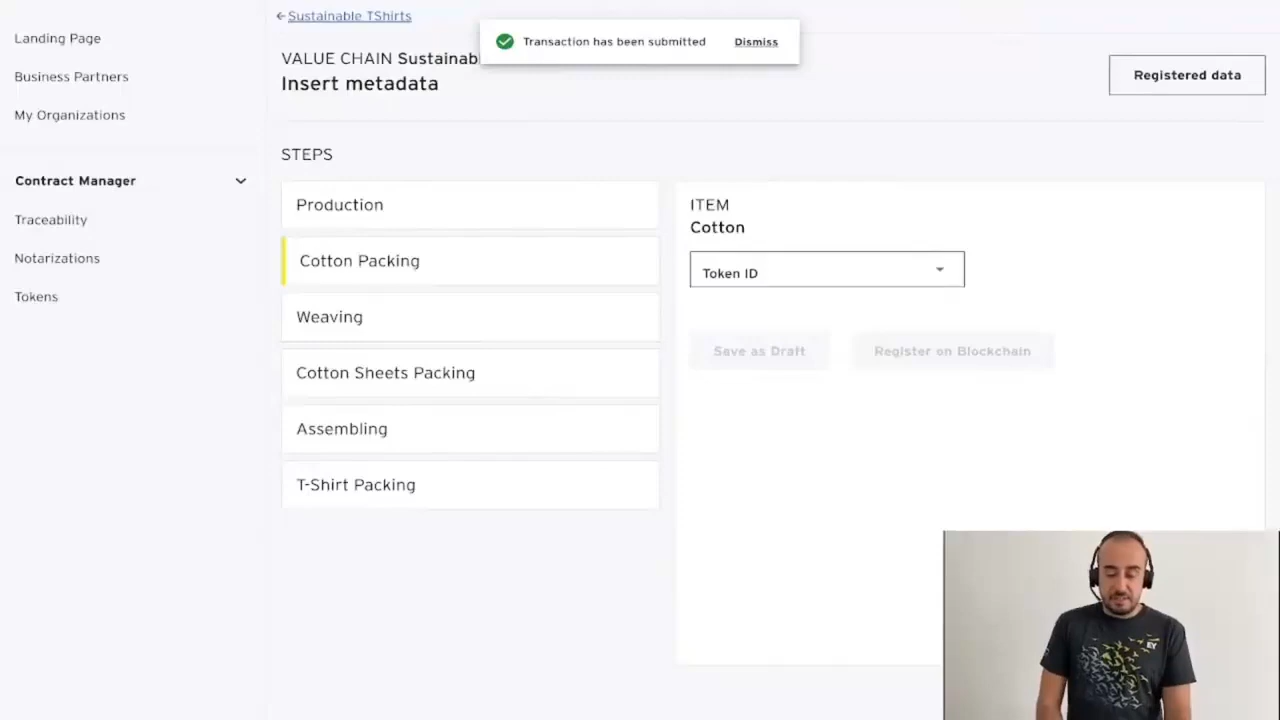 Landing Page
Business Partners
My Organizations
Contract Manager
Traceability
Notarizations
Tokens
Sustainable TShirts
Transaction has been submitted
Dismiss
VALUE CHAIN Sustainab
Insert metadata
Registered data
STEPS
Production
Cotton Packing
Weaving
Cotton Sheets Packing
Assembling
T-Shirt Packing
ITEM
Cotton
Token ID
Save as Draft
Register on Blockchain
EY